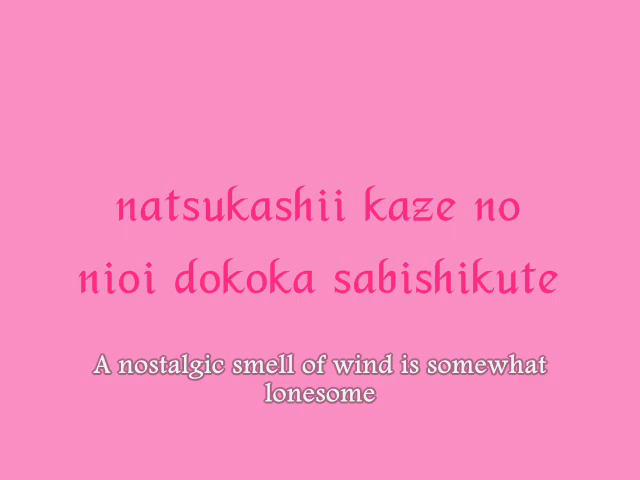 natsukashii kaze no
nioi dokoka sabishikute
A nostalgic smell of wind is somewhat
lonesome